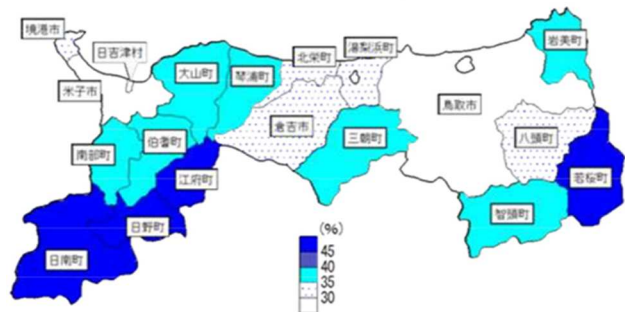 境港市
日吉津村
米子市
大山町
琴浦町
北栄町
湯梨浜町
岩美町
鳥取市
倉吉市
三朝町
八頭町
若桜町
智頭町
南部町
伯耆町
江府町
日野町
日南町
(%)
45
40
35
30